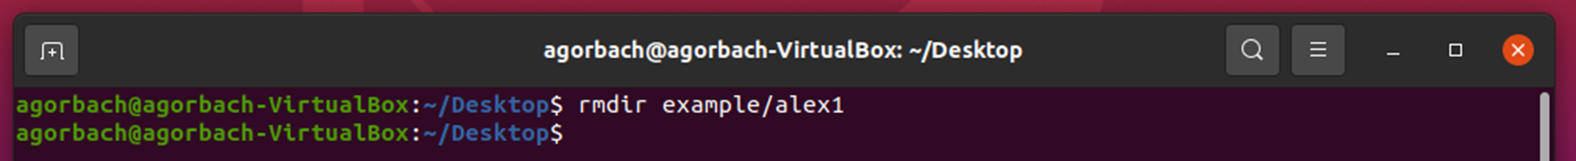 agorbach@agorbach-VirtualBox: ~/Desktop
agorbach@agorbach-VirtualBox:~/Desktop$ rmdir example/alex1
agorbach@agorbach-VirtualBox:~/Desktop$